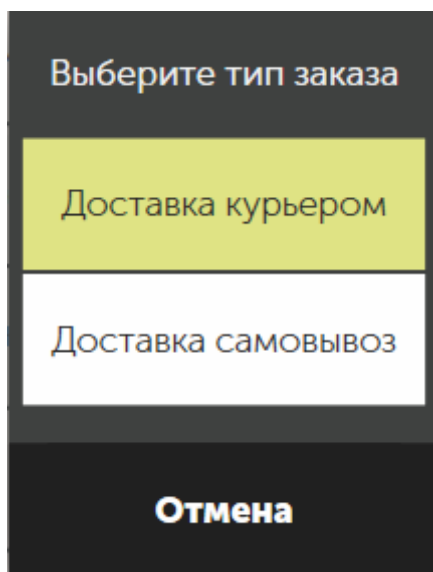 Выберите тип заказа
Доставка курьером
Доставка самовывоз
Отмена